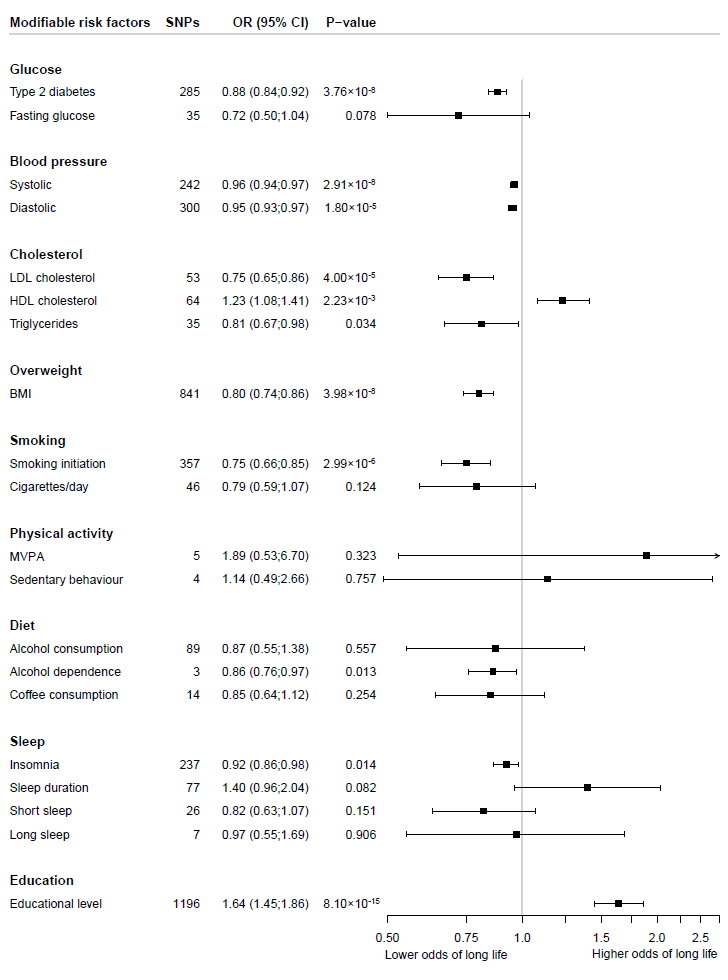 Modifiable risk factors SNPs OR (95% CI) P−value
Glucose
Type 2 diabetes 285 0.88 (0.84;0.92) 3.76×10⁻⁸
Fasting glucose 35 0.72 (0.50;1.04) 0.078
Blood pressure
Systolic 242 0.96 (0.94;0.97) 2.91×10⁻⁸
Diastolic 300 0.95 (0.93;0.97) 1.80×10⁻⁵
Cholesterol
LDL cholesterol 53 0.75 (0.65;0.86) 4.00×10⁻⁵
HDL cholesterol 64 1.23 (1.08;1.41) 2.23×10⁻³
Triglycerides 35 0.81 (0.67;0.98) 0.034
Overweight
BMI 841 0.80 (0.74;0.86) 3.98×10⁻⁸
Smoking
Smoking initiation 357 0.75 (0.66;0.85) 2.99×10⁻⁶
Cigarettes/day 46 0.79 (0.59;1.07) 0.124
Physical activity
MVPA 5 1.89 (0.53;6.70) 0.323
Sedentary behaviour 4 1.14 (0.49;2.66) 0.757
Diet
Alcohol consumption 89 0.87 (0.55;1.38) 0.557
Alcohol dependence 3 0.86 (0.76;0.97) 0.013
Coffee consumption 14 0.85 (0.64;1.12) 0.254
Sleep
Insomnia 237 0.92 (0.86;0.98) 0.014
Sleep duration 77 1.40 (0.96;2.04) 0.082
Short sleep 26 0.82 (0.63;1.07) 0.151
Long sleep 7 0.97 (0.55;1.69) 0.906
Education
Educational level 1196 1.64 (1.45;1.86) 8.10×10⁻¹⁵
0.50 0.75 1.0 1.5 2.0 2.5
Lower odds of long life Higher odds of long life